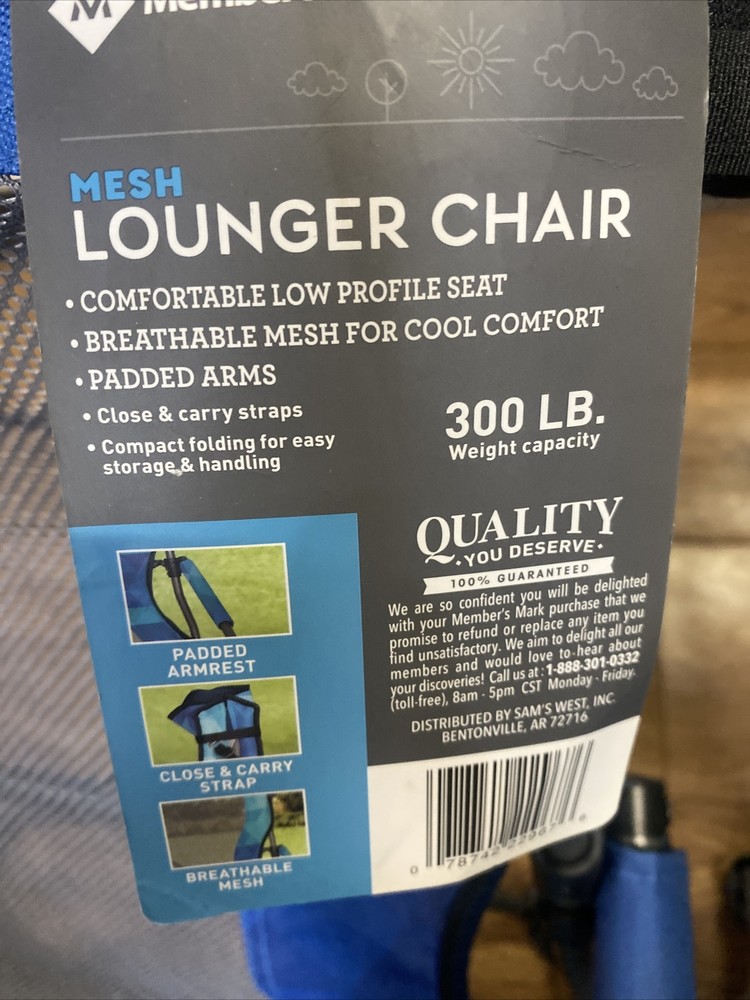 MESH
LOUNGER CHAIR
• COMFORTABLE LOW PROFILE SEAT
• BREATHABLE MESH FOR COOL COMFORT
• PADDED ARMS
• Close & carry straps
• Compact folding for easy
storage & handling
300 LB.
Weight capacity
QUALITY
• YOU DESERVE •
100% GUARANTEED
We are so confident you will be delighted
with your Member's Mark purchase that we
promise to refund or replace any item you
find unsatisfactory. We aim to delight all our
members and would love to hear about
your discoveries! Call us at : 1-888-301-0332
(toll-free), 8am - 5pm CST Monday - Friday.
DISTRIBUTED BY SAM'S WEST, INC.
BENTONVILLE, AR 72716
PADDED
ARMREST
CLOSE & CARRY
STRAP
BREATHABLE
MESH
0 78742 22967 6